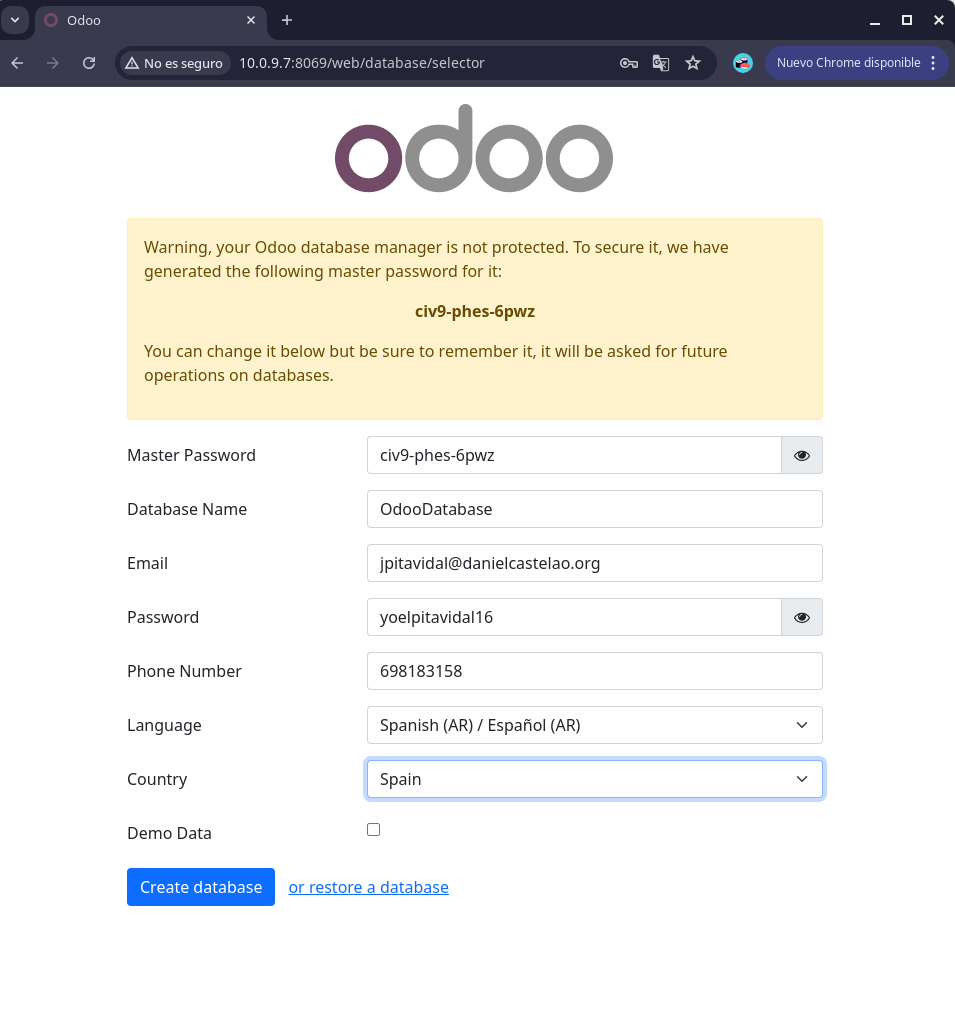 Odoo
No es seguro
10.0.9.7:8069/web/database/selector
Nuevo Chrome disponible
odoo
Warning, your Odoo database manager is not protected. To secure it, we have
generated the following master password for it:
civ9-phes-6pwz
You can change it below but be sure to remember it, it will be asked for future
operations on databases.
Master Password
civ9-phes-6pwz
Database Name
OdooDatabase
Email
jpitavidal@danielcastelao.org
Password
yoelpitavidal16
Phone Number
698183158
Language
Spanish (AR) / Español (AR)
Country
Spain
Demo Data
Create database
or restore a database